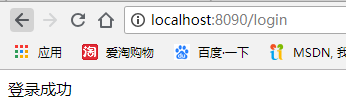 localhost:8090/login
应用 淘 爱淘购物 百度一下 MSDN, 我
登录成功